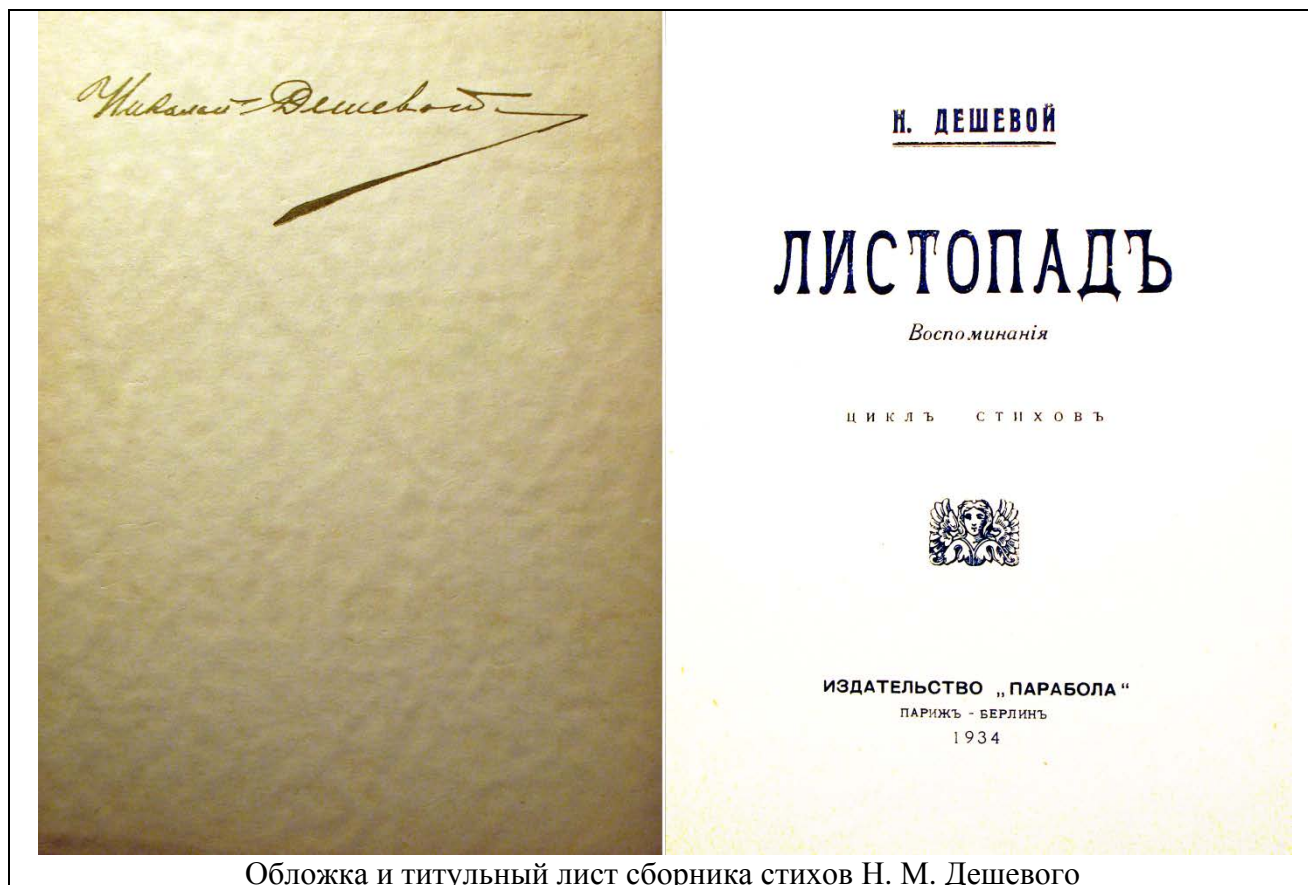 Николай Дешевой
Н. ДЕШЕВОЙ
ЛИСТОПАДЪ
Воспоминанія
ЦИКЛЪ СТИХОВЪ
ИЗДАТЕЛЬСТВО „ПАРАБОЛА“
ПАРИЖЪ - БЕРЛИНЪ
1934
Обложка и титульный лист сборника стихов Н. М. Дешевого